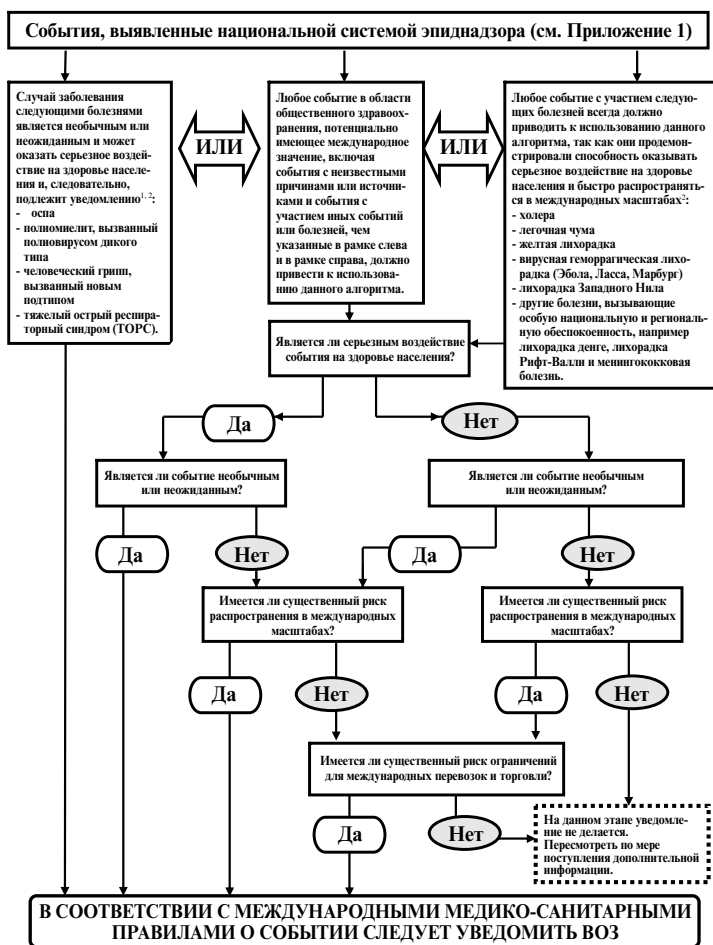 События, выявленные национальной системой эпиднадзора (см. Приложение 1)
Случай заболевания
следующими болезнями
является необычным или
неожиданным и может
оказать серьезное воздей-
ствие на здоровье населе-
ния и, следовательно,
подлежит уведомлению1, 2:
- оспа
- полиомиелит, вызванный
полиовирусом дикого
типа
- человеческий грипп,
вызванный новым
подтипом
- тяжелый острый респира-
торный синдром (ТОРС).
ИЛИ
Любое событие в области
общественного здравоох-
ранения, потенциально
имеющее международное
значение, включая
события с неизвестными
причинами или источни-
ками и события с
участием иных событий
или болезней, чем
указанные в рамке слева и
в рамке справа, должно
привести к использова-
нию данного алгоритма.
ИЛИ
Любое событие с участием следую-
щих болезней всегда должно
приводить к использованию данного
алгоритма, так как они продемонст-
рировали способность оказывать
серьезное воздействие на здоровье
населения и быстро распространять-
ся в международных масштабах2:
- холера
- легочная чума
- желтая лихорадка
- вирусная геморрагическая лихо-
радка (Эбола, Ласса, Марбург)
- лихорадка Западного Нила
- другие болезни, вызывающие
особую национальную и региональ-
ную обеспокоенность, например
лихорадка денге, лихорадка
Рифт-Валли и менингококковая
болезнь.
Является ли серьезным воздействие
события на здоровье населения?
Да
Нет
Является ли событие необычным
или неожиданным?
Является ли событие необычным
или неожиданным?
Да
Нет
Да
Нет
Имеется ли существенный риск
распространения в международных
масштабах?
Имеется ли существенный риск
распространения в международных
масштабах?
Да
Нет
Да
Нет
Имеется ли существенный риск ограничений
для международных перевозок и торговли?
Да
Нет
На данном этапе уведомле-
ние не делается.
Пересмотреть по мере
поступления дополнительной
информации.
В СООТВЕТСТВИИ С МЕЖДУНАРОДНЫМИ МЕДИКО-САНИТАРНЫМИ
ПРАВИЛАМИ О СОБЫТИИ СЛЕДУЕТ УВЕДОМИТЬ ВОЗ